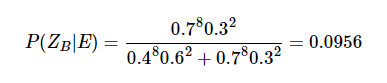 P(Z_B|E) = \frac{0.7^8 0.3^2}{0.4^8 0.6^2 + 0.7^8 0.3^2} = 0.0956